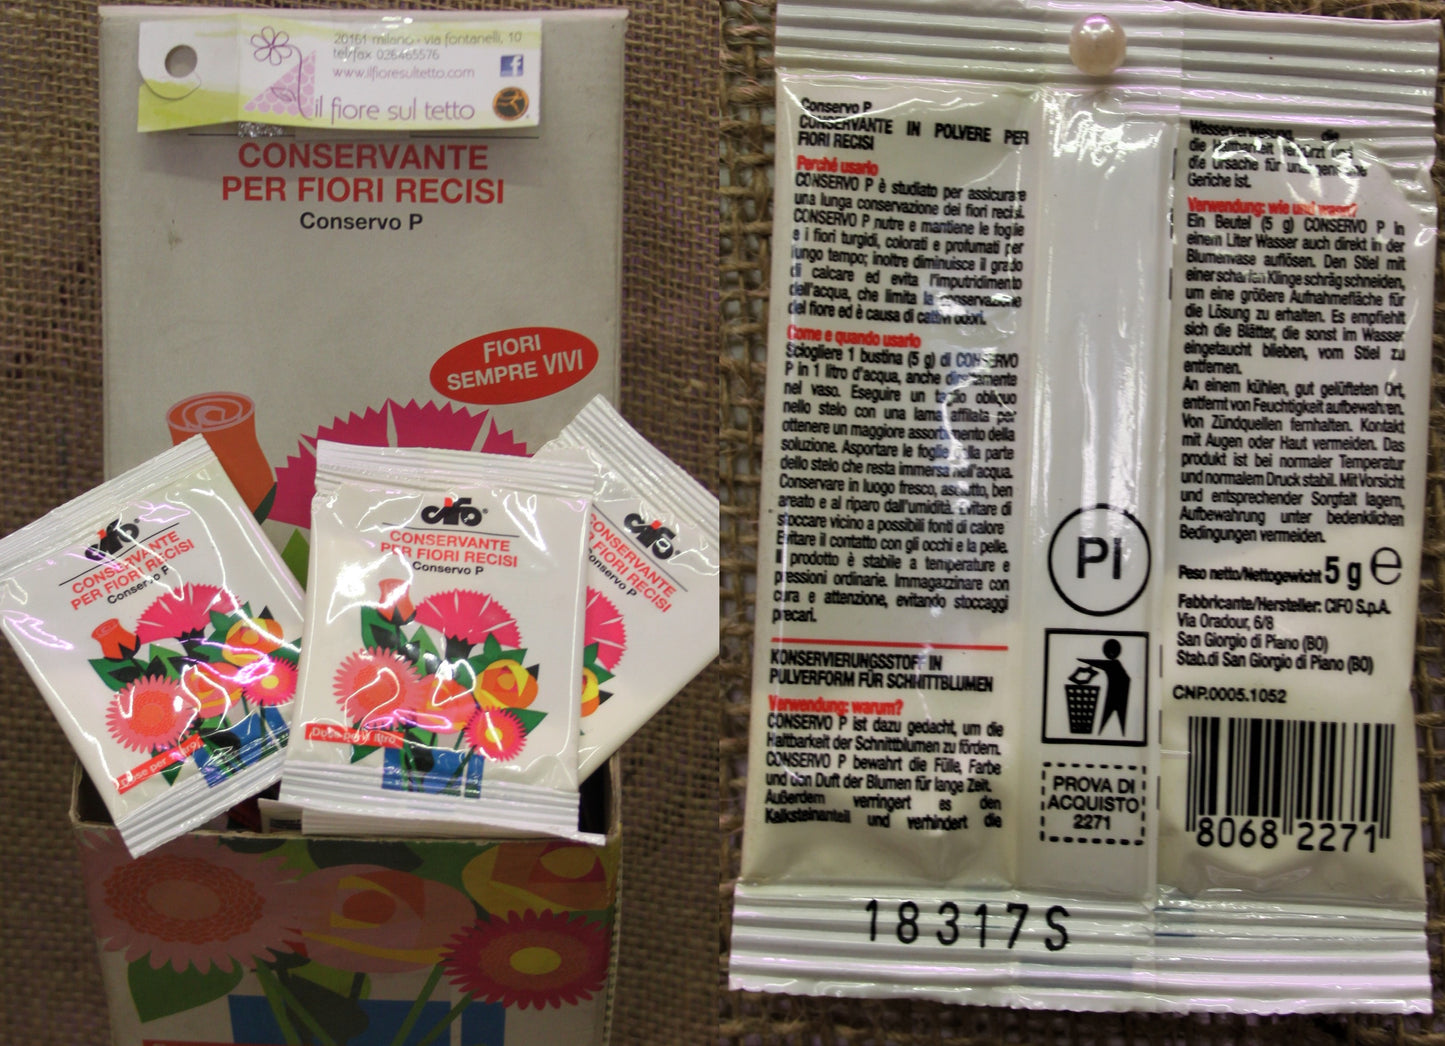 20161 milano - via fontanelli, 10
tel/fax 026465576
www.ilfioresultetto.com
il fiore sul tetto
CONSERVANTE
PER FIORI RECISI
Conservo P
FIORI
SEMPRE VIVI
cifo
CONSERVANTE
PER FIORI RECISI
Conservo P
cifo
CONSERVANTE
PER FIORI RECISI
Conservo P
Dose per 1 litro
cifo
CONSERVANTE
PER FIORI RECISI
Conservo P
Conservo P
CONSERVANTE IN POLVERE PER
FIORI RECISI
Perché usarlo
CONSERVO P è studiato per assicurare
una lunga conservazione dei fiori recisi.
CONSERVO P nutre e mantiene le foglie
e i fiori turgidi, colorati e profumati per
lungo tempo; inoltre diminuisce il grado
di calcare ed evita l'imputridimento
dell'acqua, che limita la conservazione
del fiore ed è causa di cattivi odori.
Come e quando usarlo
Sciogliere 1 bustina (5 g) di CONSERVO
P in 1 litro d'acqua, anche direttamente
nel vaso. Eseguire un taglio obliquo
nello stelo con una lama affilata per
ottenere un maggiore assorbimento della
soluzione. Asportare le foglie dalla parte
dello stelo che resta immersa nell'acqua.
Conservare in luogo fresco, asciutto, ben
areato e al riparo dall'umidità. Evitare di
stoccare vicino a possibili fonti di calore
Evitare il contatto con gli occhi e la pelle.
Il prodotto è stabile a temperature e
pressioni ordinarie. Immagazzinare con
cura e attenzione, evitando stoccaggi
precari.
KONSERVIERUNGSSTOFF IN
PULVERFORM FÜR SCHNITTBLUMEN
Verwendung: warum?
CONSERVO P ist dazu gedacht, um die
Haltbarkeit der Schnittblumen zu fördern.
CONSERVO P bewahrt die Fülle, Farbe
und den Duft der Blumen für lange Zeit.
Außerdem verringert es den
Kalksteinanteil und verhindert die
Wasserverwesung, die
die Haltbarkeit verkürzt und
die Ursache für unangenehme
Gerüche ist.
Verwendung: wie und wann?
Ein Beutel (5 g) CONSERVO P in
einem Liter Wasser auch direkt in der
Blumenvase auflösen. Den Stiel mit
einer scharfen Klinge schräg schneiden,
um eine größere Aufnahmefläche für
die Lösung zu erhalten. Es empfiehlt
sich die Blätter, die sonst im Wasser
eingetaucht blieben, vom Stiel zu
entfernen.
An einem kühlen, gut gelüfteten Ort,
entfernt von Feuchtigkeit aufbewahren.
Von Zündquellen fernhalten. Kontakt
mit Augen oder Haut vermeiden. Das
produkt ist bei normaler Temperatur
und normalem Druck stabil. Mit Vorsicht
und entsprechender Sorgfalt lagern,
Aufbewahrung unter bedenklichen
Bedingungen vermeiden.
Peso netto/Nettogewicht 5 g ℮
Fabbricante/Hersteller: CIFO S.p.A.
Via Oradour, 6/8
San Giorgio di Piano (BO)
Stab.di San Giorgio di Piano (BO)
CNP.0005.1052
8068 2271
PI
PROVA DI
ACQUISTO
2271
18317S